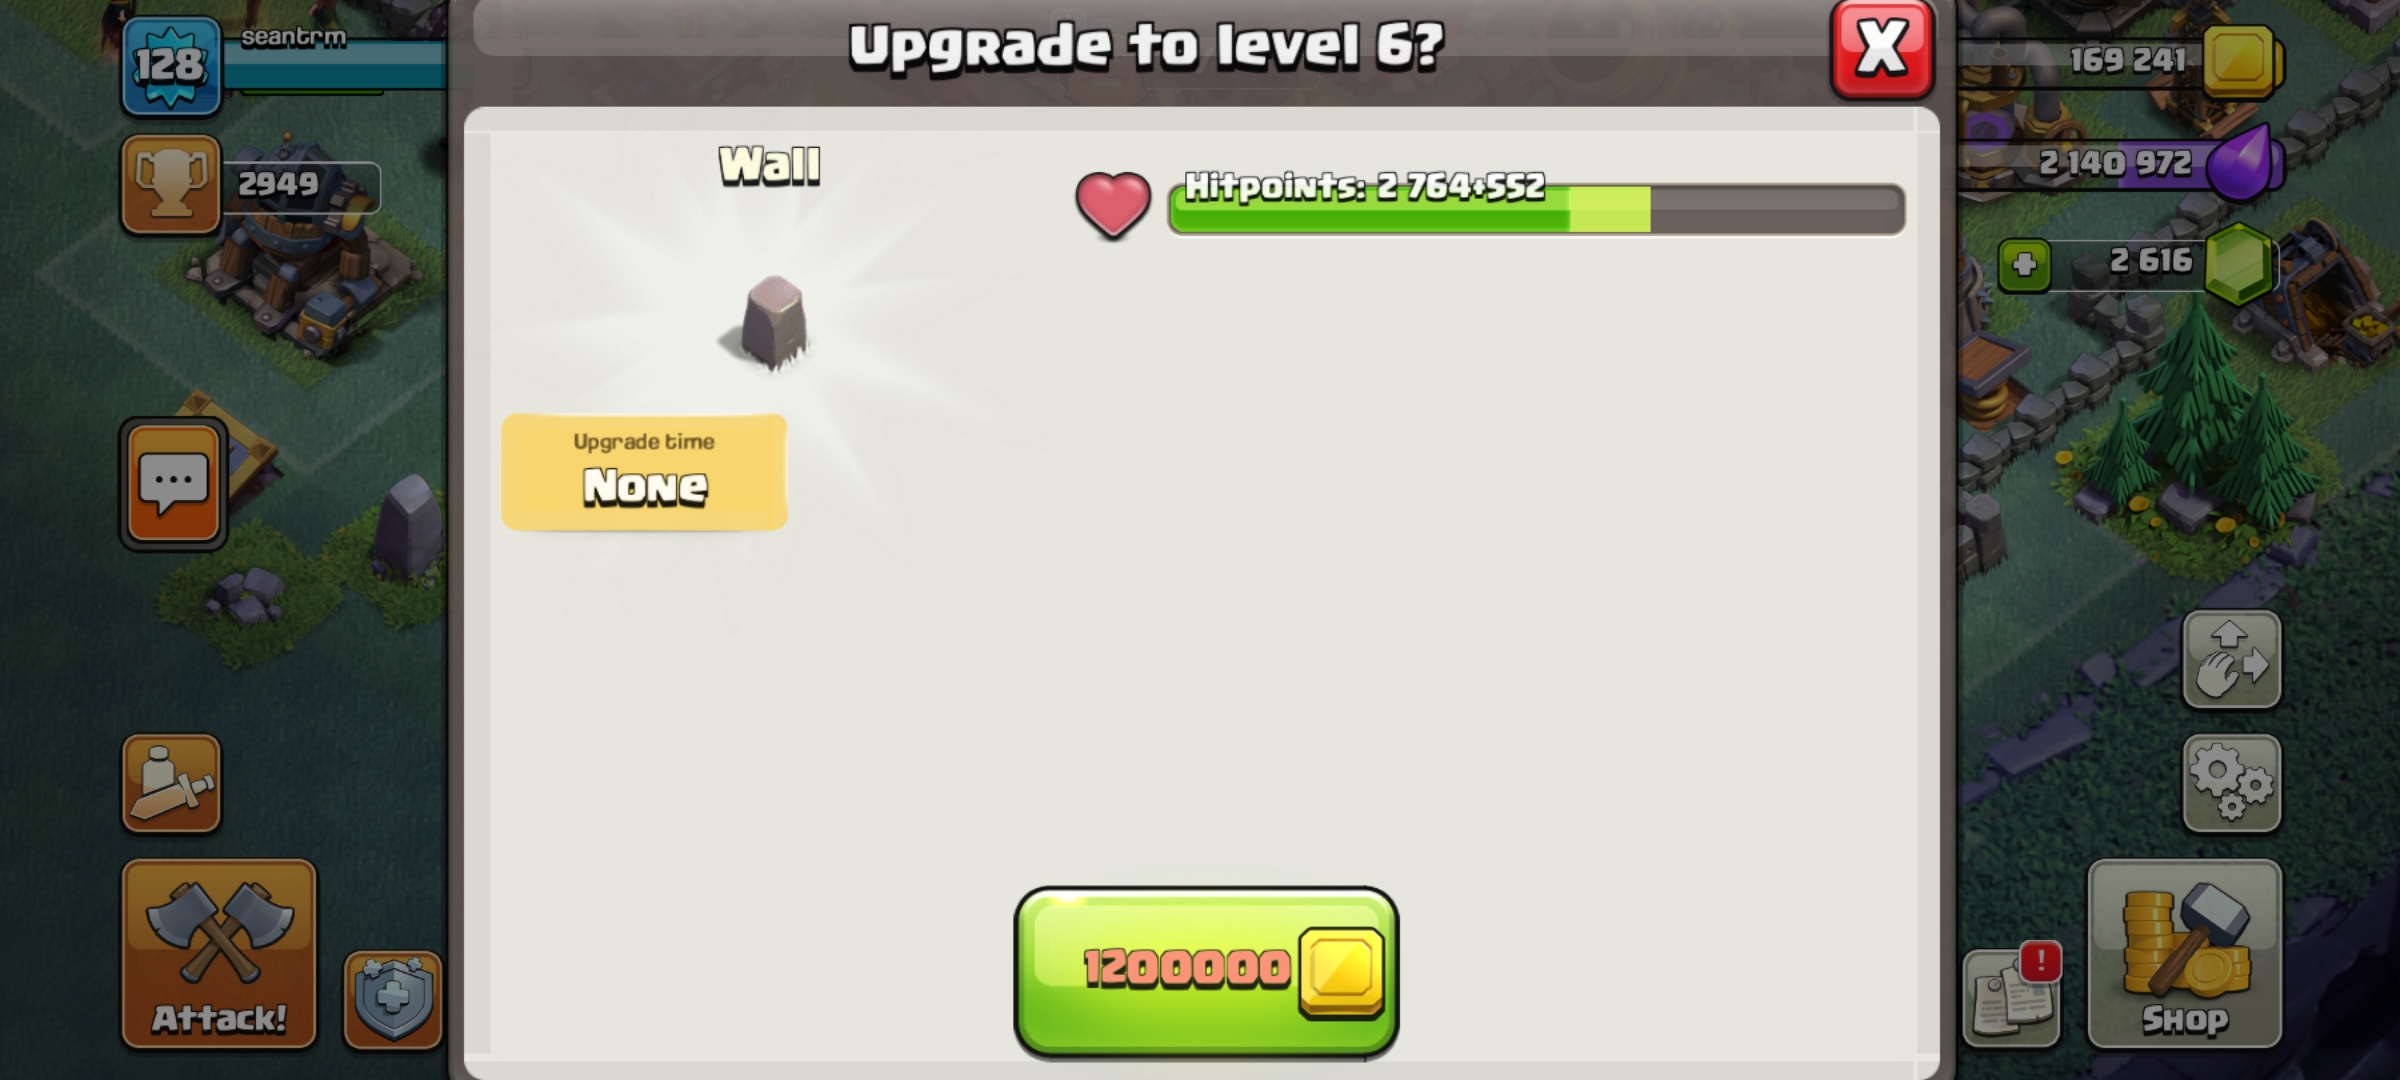 Upgrade to level 6?
X
128
seantrm
2949
169 241
2 140 972
2 616
Wall
Hitpoints: 2 764+552
Upgrade time
None
1200000
Attack!
!
Shop